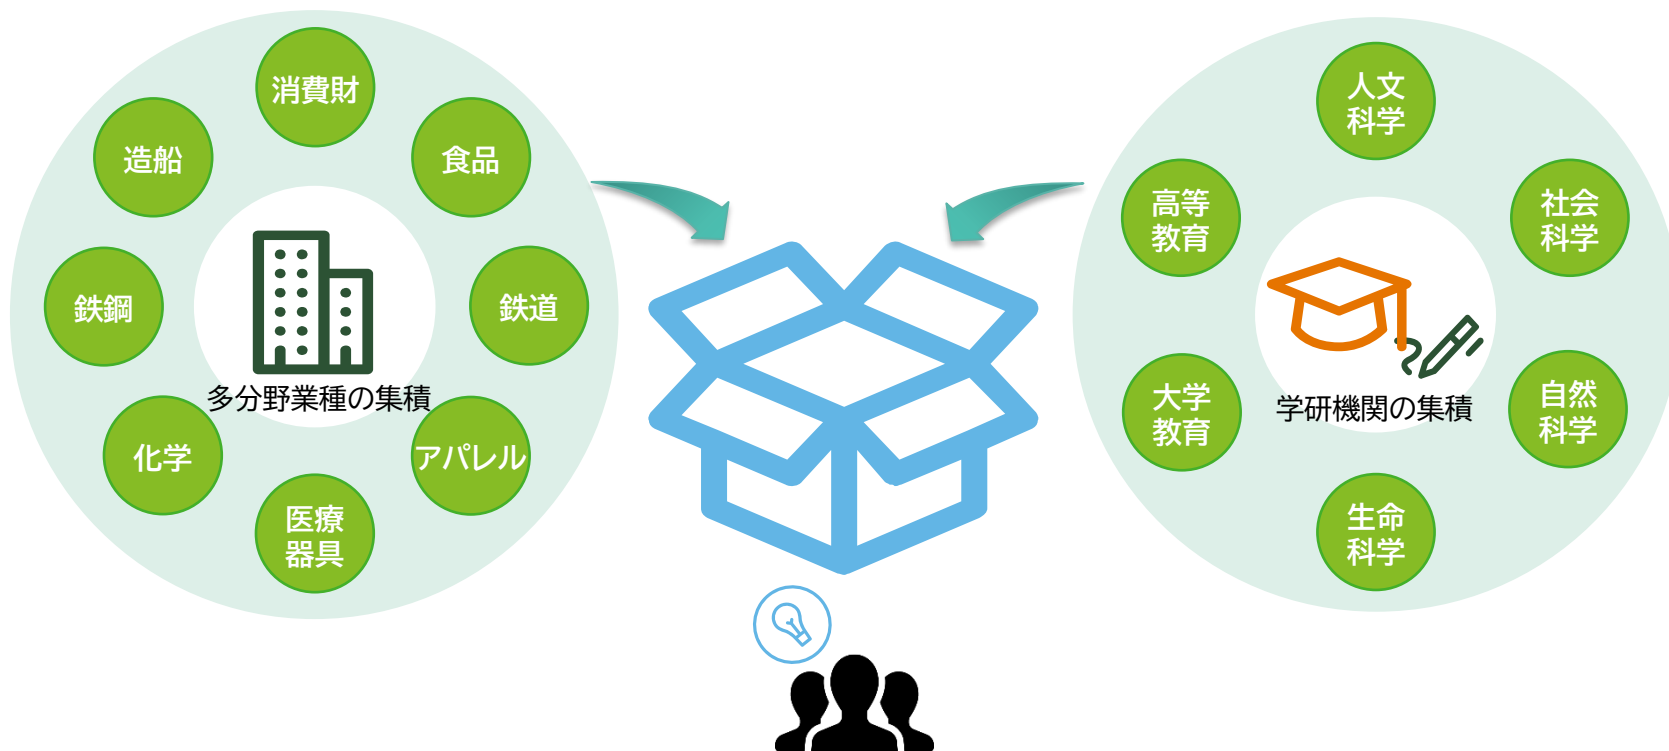 消費財
造船
食品
鉄鋼
鉄道
多分野業種の集積
化学
アパレル
医療
器具
人文
科学
高等
教育
社会
科学
学研機関の集積
大学
教育
自然
科学
生命
科学